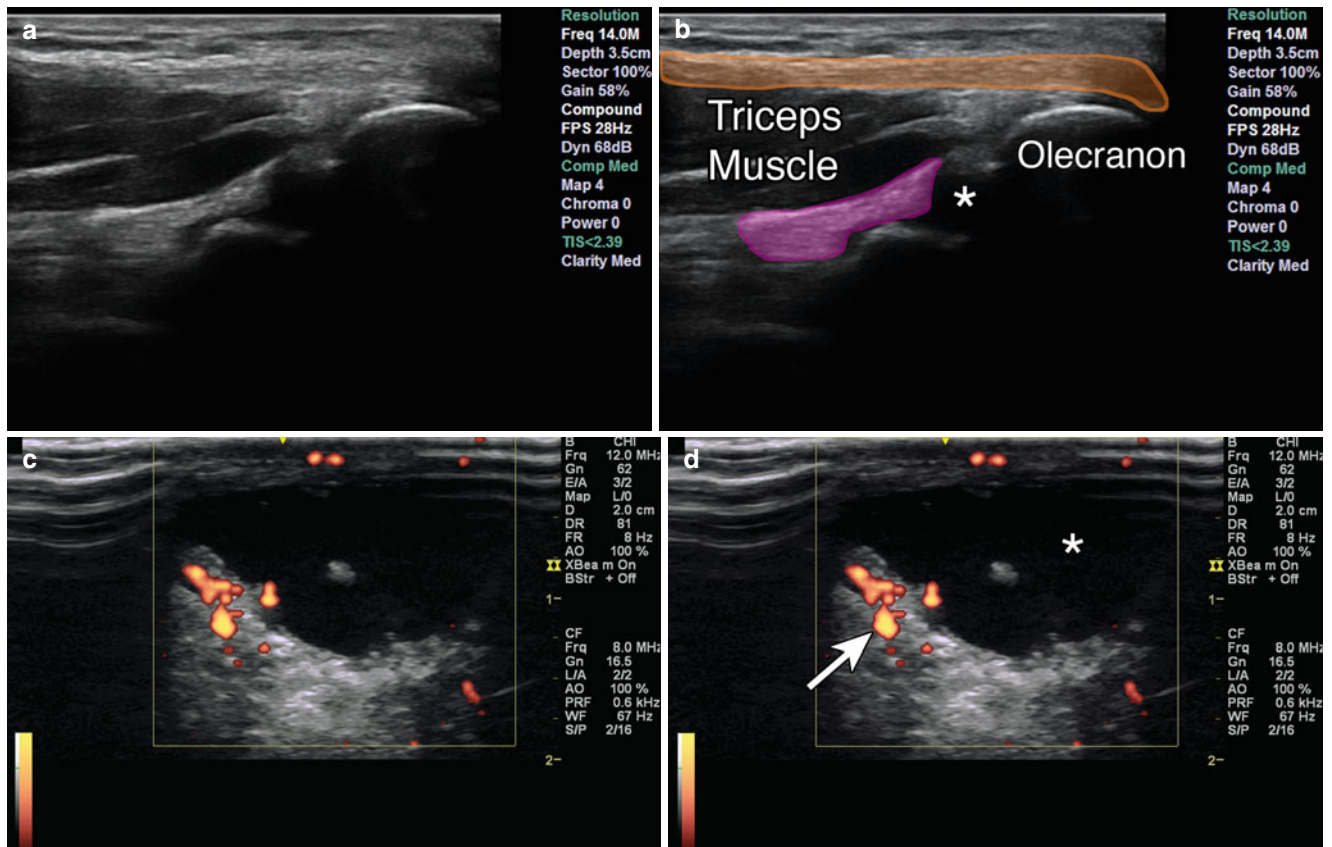 a
Resolution
Freq 14.0M
Depth 3.5cm
Sector 100%
Gain 58%
Compound
FPS 28Hz
Dyn 68dB
Comp Med
Map 4
Chroma 0
Power 0
TIS<2.39
Clarity Med
b
Triceps
Muscle
Olecranon
*
Resolution
Freq 14.0M
Depth 3.5cm
Sector 100%
Gain 58%
Compound
FPS 28Hz
Dyn 68dB
Comp Med
Map 4
Chroma 0
Power 0
TIS<2.39
Clarity Med
c
B CHI
Frq 12.0 MHz
Gn 62
E/A 3/2
Map L/0
D 2.0 cm
DR 81
FR 8 Hz
AO 100 %
XBeam On
BStr + Off
1
CF
Frq 8.0 MHz
Gn 16.5
L/A 2/2
AO 100 %
PRF 0.6 kHz
WF 67 Hz
S/P 2/16
2
d
*
B CHI
Frq 12.0 MHz
Gn 62
E/A 3/2
Map L/0
D 2.0 cm
DR 81
FR 8 Hz
AO 100 %
XBeam On
BStr + Off
1
CF
Frq 8.0 MHz
Gn 16.5
L/A 2/2
AO 100 %
PRF 0.6 kHz
WF 67 Hz
S/P 2/16
2